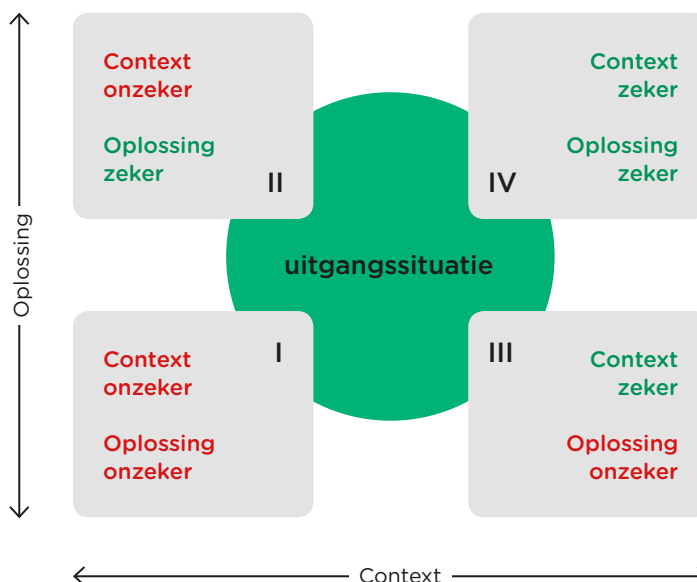 Context
onzeker
Oplossing
zeker
II
Context
zeker
Oplossing
zeker
IV
Oplossing
uitgangssituatie
Context
onzeker
Oplossing
onzeker
I
III
Context
zeker
Oplossing
onzeker
Context